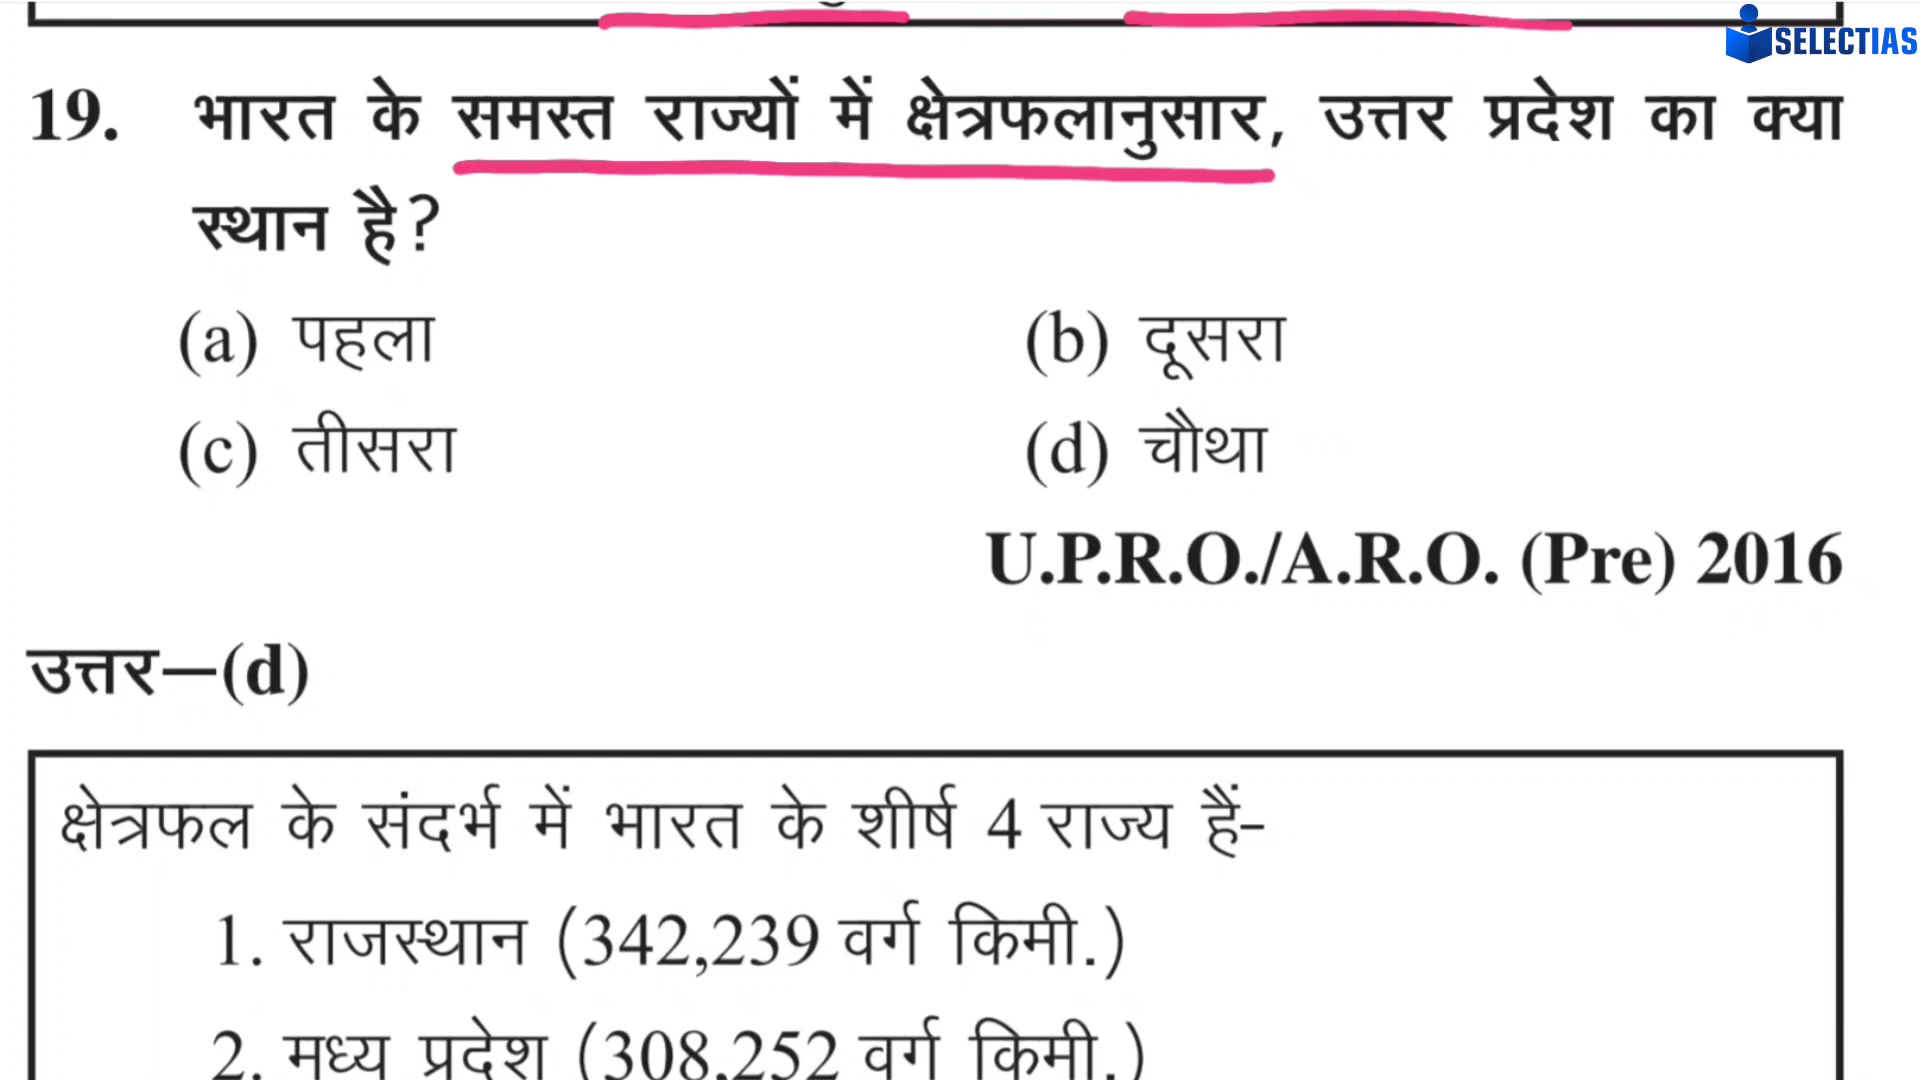 SELECTIAS
19. भारत के समस्त राज्यों में क्षेत्रफलानुसार, उत्तर प्रदेश का क्या
स्थान है?
(a) पहला (b) दूसरा
(c) तीसरा (d) चौथा
U.P.R.O./A.R.O. (Pre) 2016
उत्तर—(d)
क्षेत्रफल के संदर्भ में भारत के शीर्ष 4 राज्य हैं-
1. राजस्थान (342,239 वर्ग किमी.)
2. मध्य प्रदेश (308,252 वर्ग किमी.)